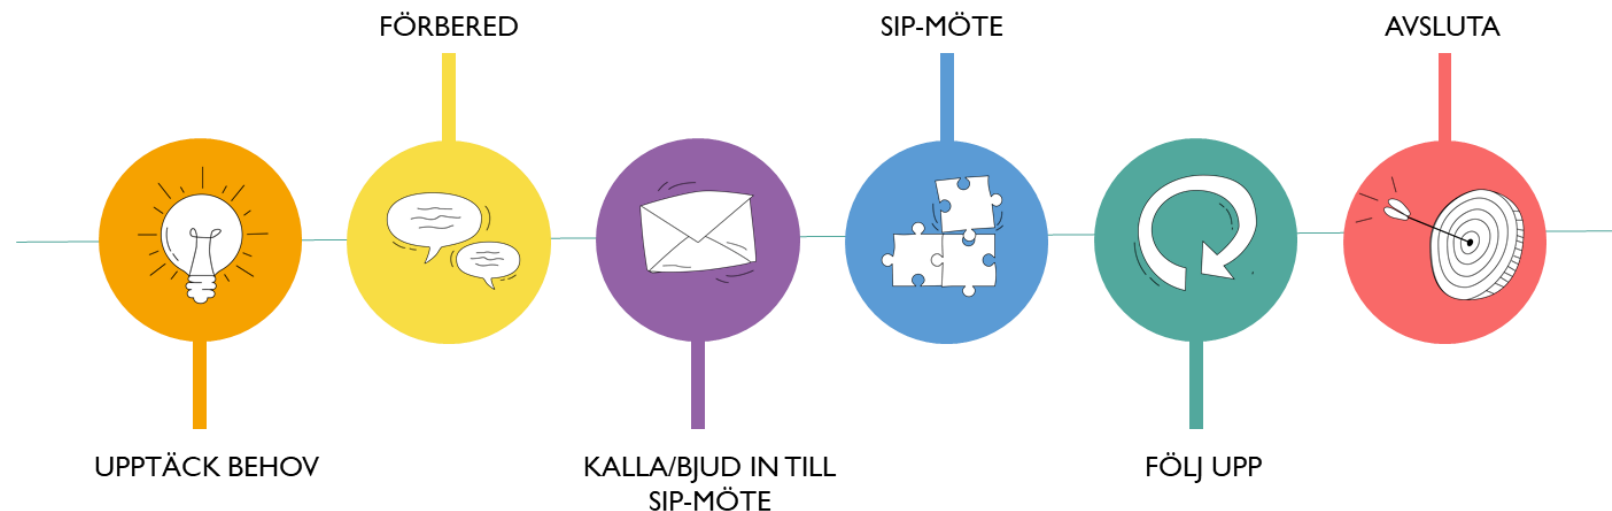 FÖRBERED
SIP-MÖTE
AVSLUTA
UPPTÄCK BEHOV
KALLA/BJUD IN TILL
SIP-MÖTE
FÖLJ UPP